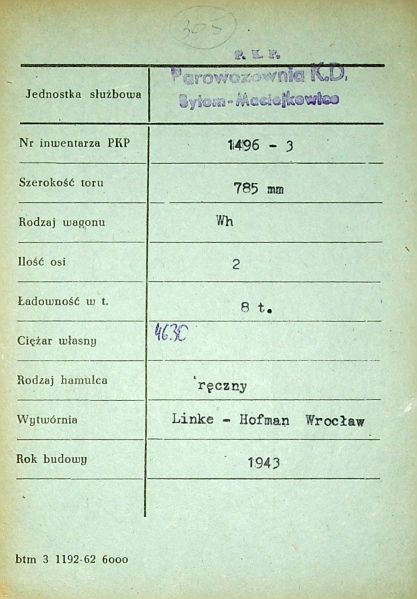 305
P. K. P.
Parowozownia K.D.
Bytom-Maciejkowice
Jednostka służbowa
Nr inwentarza PKP 1496 - 3
Szerokość toru 785 mm
Rodzaj wagonu Wh
Ilość osi 2
Ładowność w t. 8 t.
Ciężar własny 4630
Rodzaj hamulca ręczny
Wytwórnia Linke - Hofman Wrocław
Rok budowy 1943
btm 3 1192-62 6000